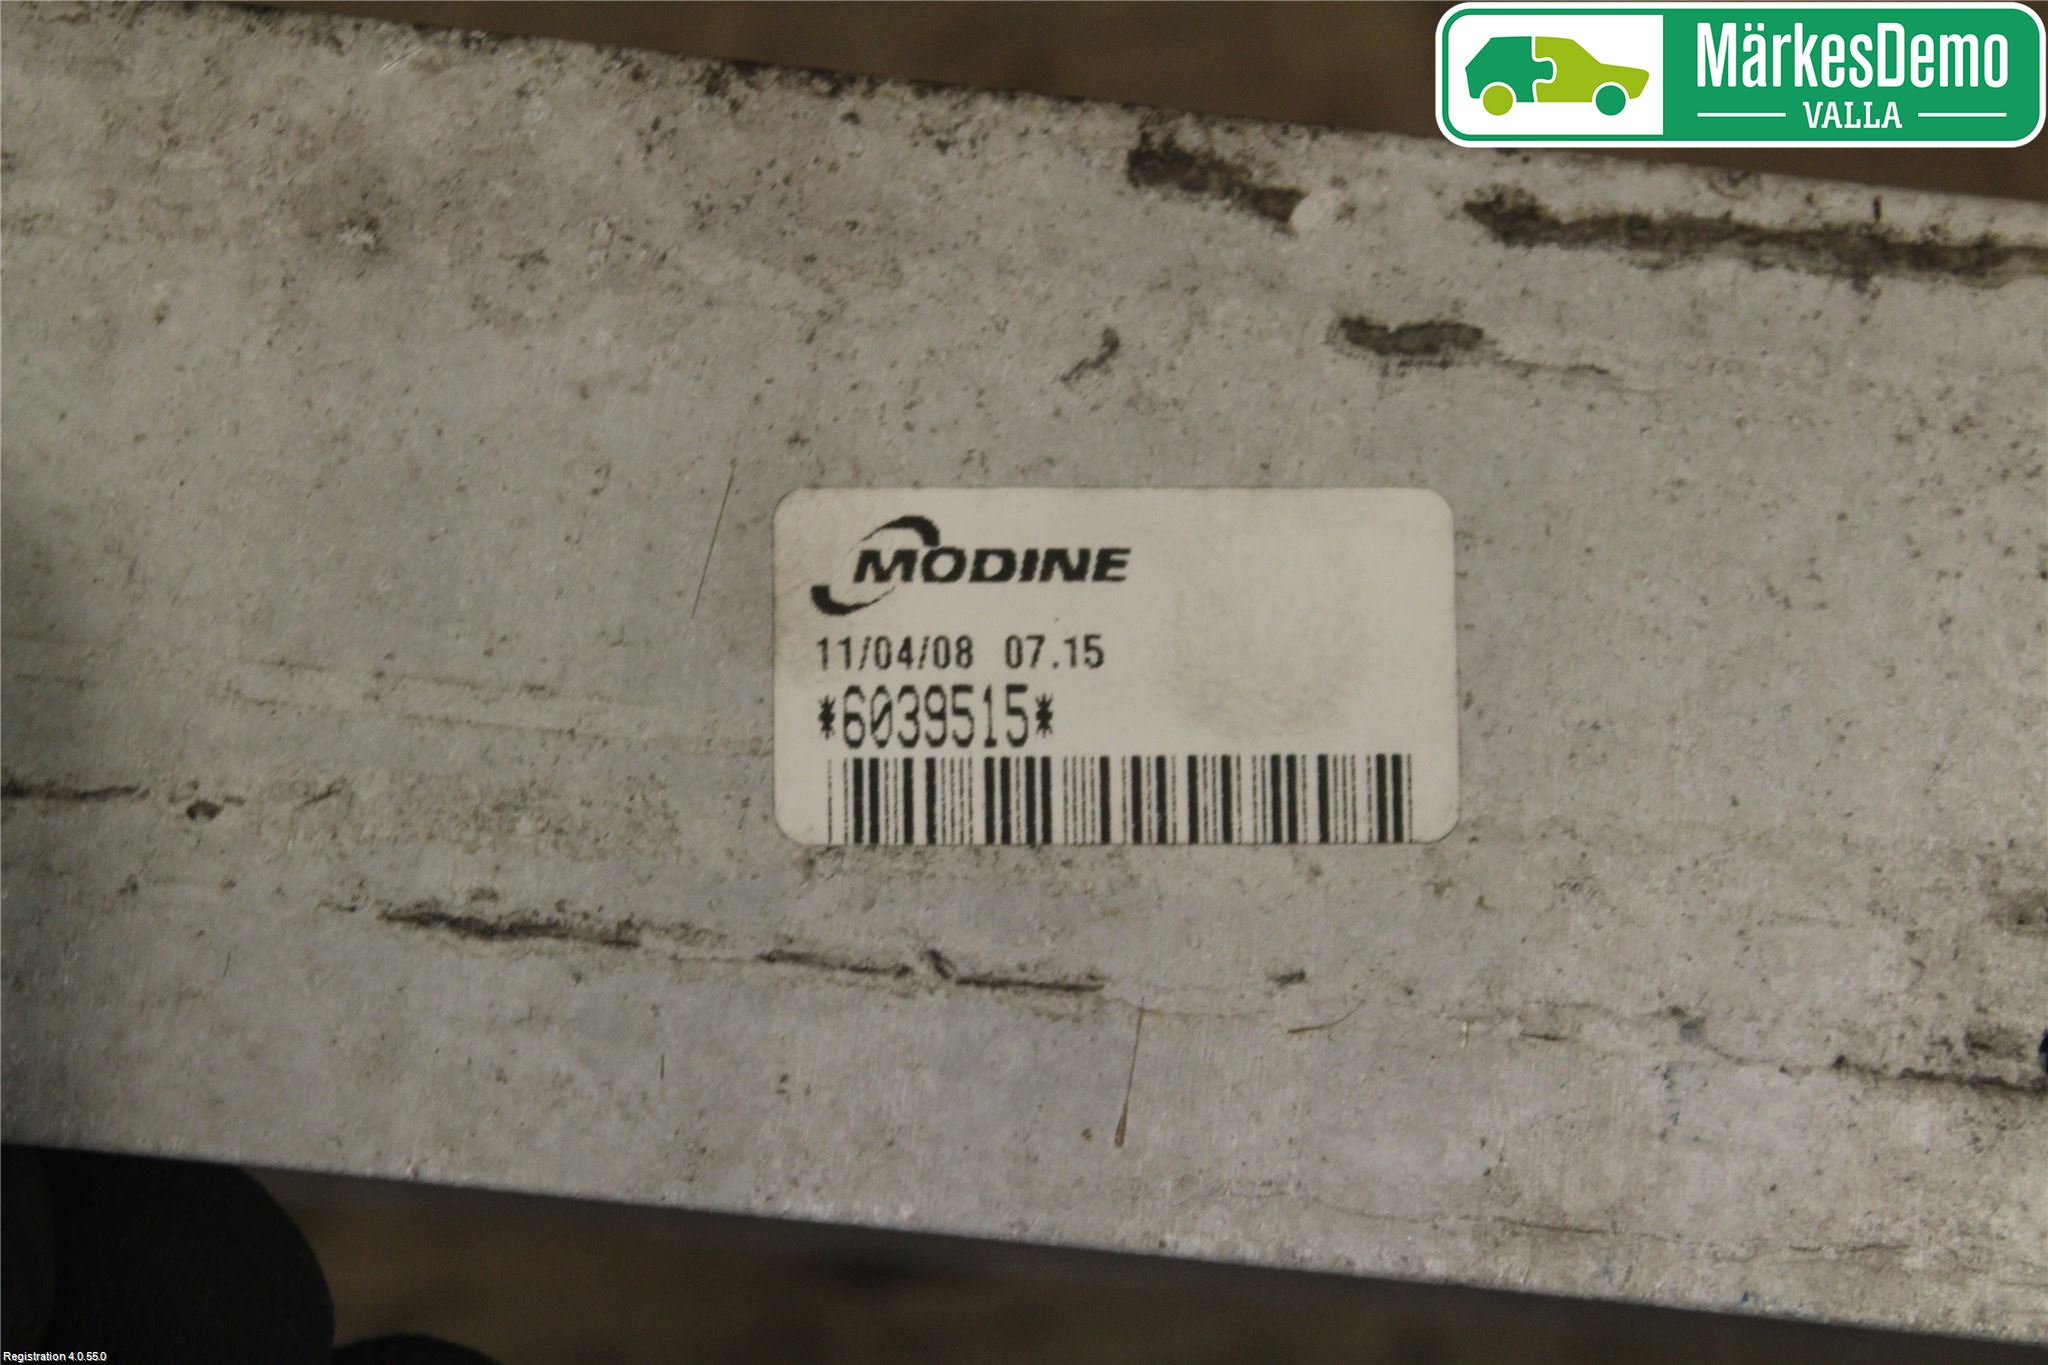 MärkesDemo
VALLA
MODINE
11/04/08 07.15
*6039515*
Registration 4.0.55.0